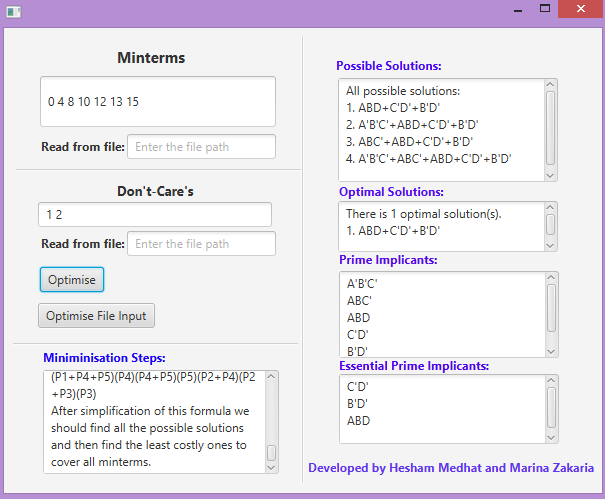 Minterms
0 4 8 10 12 13 15
Read from file: Enter the file path
Don't-Care's
1 2
Read from file: Enter the file path
Optimise
Optimise File Input
Miniminisation Steps:
(P1+P4+P5)(P4)(P4+P5)(P5)(P2+P4)(P2
+P3)(P3)
After simplification of this formula we
should find all the possible solutions
and then find the least costly ones to
cover all minterms.
Possible Solutions:
All possible solutions:
1. ABD+C'D'+B'D'
2. A'B'C'+ABD+C'D'+B'D'
3. ABC'+ABD+C'D'+B'D'
4. A'B'C'+ABC'+ABD+C'D'+B'D'
Optimal Solutions:
There is 1 optimal solution(s).
1. ABD+C'D'+B'D'
Prime Implicants:
A'B'C'
ABC'
ABD
C'D'
B'D'
Essential Prime Implicants:
C'D'
B'D'
ABD
Developed by Hesham Medhat and Marina Zakaria